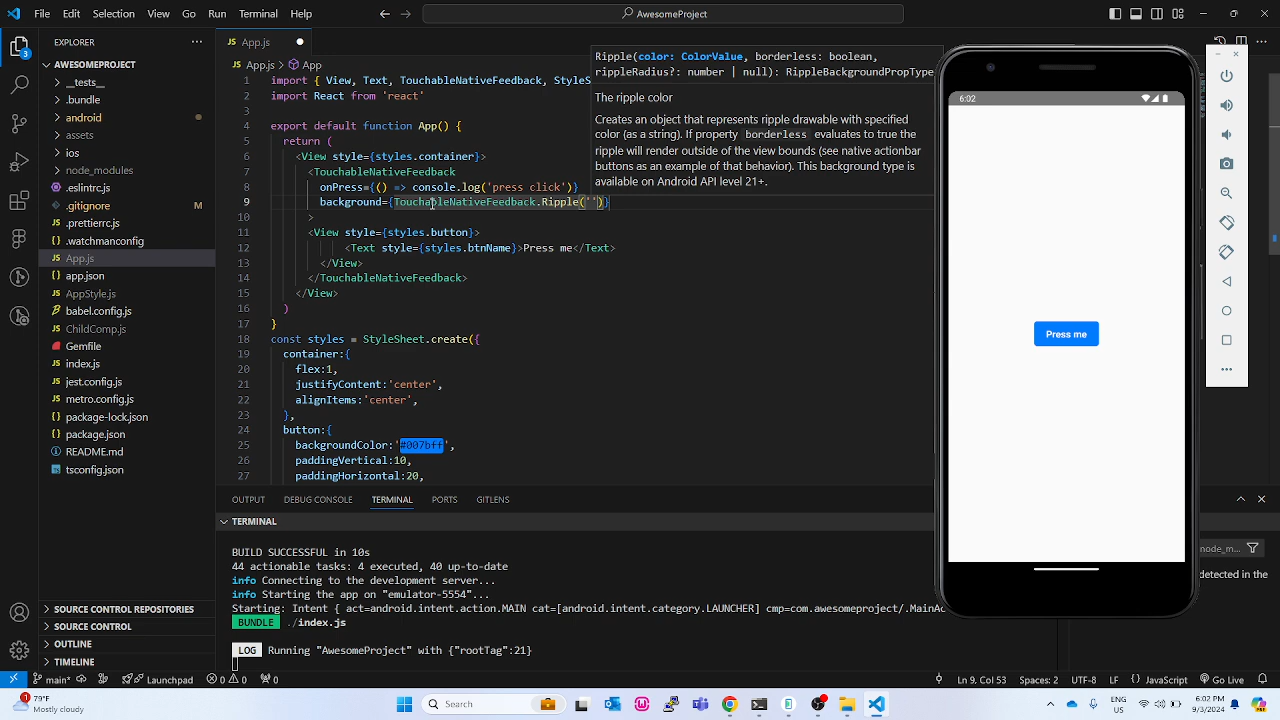 File Edit Selection View Go Run Terminal Help
AwesomeProject
EXPLORER
AWESOMEPROJECT
__tests__
.bundle
android
assets
ios
node_modules
.eslintrc.js
.gitignore M
.prettierrc.js
.watchmanconfig
App.js
app.json
AppStyle.js
babel.config.js
ChildComp.js
Gemfile
index.js
jest.config.js
metro.config.js
package-lock.json
package.json
README.md
tsconfig.json
SOURCE CONTROL REPOSITORIES
SOURCE CONTROL
OUTLINE
TIMELINE
3
App.js
App.js > App
1 import { View, Text, TouchableNativeFeedback, StyleS
2 import React from 'react'
3
4 export default function App() {
5 return (
6 <View style={styles.container}>
7 <TouchableNativeFeedback
8 onPress={() => console.log('press click')}
9 background={TouchableNativeFeedback.Ripple('')}
10 >
11 <View style={styles.button}>
12 <Text style={styles.btnName}>Press me</Text>
13 </View>
14 </TouchableNativeFeedback>
15 </View>
16 )
17 }
18 const styles = StyleSheet.create({
19 container:{
20 flex:1,
21 justifyContent:'center',
22 alignItems:'center',
23 },
24 button:{
25 backgroundColor:'#007bff',
26 paddingVertical:10,
27 paddingHorizontal:20,
Ripple(color: ColorValue, borderless: boolean,
rippleRadius?: number | null): RippleBackgroundPropType
The ripple color
Creates an object that represents ripple drawable with specified
color (as a string). If property borderless evaluates to true the
ripple will render outside of the view bounds (see native actionbar
buttons as an example of that behavior). This background type is
available on Android API level 21+.
6:02
Press me
OUTPUT DEBUG CONSOLE TERMINAL PORTS GITLENS
TERMINAL
BUILD SUCCESSFUL in 10s
44 actionable tasks: 4 executed, 40 up-to-date
info Connecting to the development server...
info Starting the app on "emulator-5554"...
Starting: Intent { act=android.intent.action.MAIN cat=[android.intent.category.LAUNCHER] cmp=com.awesomeproject/.MainAc
BUNDLE ./index.js
LOG Running "AwesomeProject" with {"rootTag":21}
node_m...
detected in the
main* Launchpad 0 0 0 Ln 9, Col 53 Spaces: 2 UTF-8 LF {} JavaScript Go Live
1
79°F
Mostly cloudy
Search
ENG
US
6:02 PM
9/3/2024